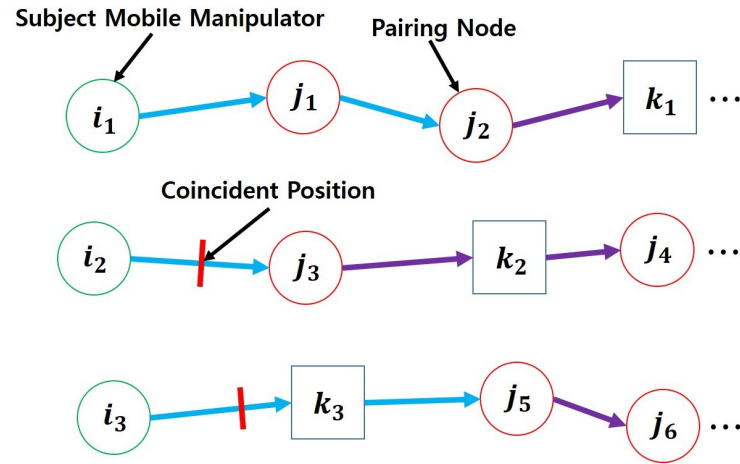 Subject Mobile Manipulator
Pairing Node
i₁ j₁ j₂ k₁ ...
Coincident Position
i₂ j₃ k₂ j₄ ...
i₃ k₃ j₅ j₆ ...